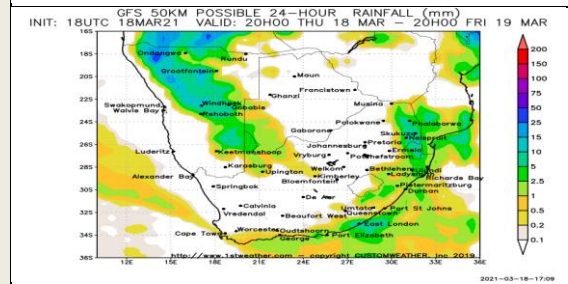 GFS 50KM POSSIBLE 24-HOUR RAINFALL (mm)
INIT: 18UTC 18MAR21 VALID: 20H00 THU 18 MAR - 20H00 FRI 19 MAR
16S
18S
20S
22S
24S
26S
28S
30S
32S
34S
36S
Ondangwa
Rundu
Grootfontein
Maun
Ghanzi
Francistown
Swakopmund
Walvis Bay
Windhoek
Gobabis
Rehoboth
Musina
Polokwane
Phalaborwa
Gaborone
Skukuza
Nelspruit
Pretoria
Johannesburg
Ermelo
Luderitz
Keetmanshoop
Vryburg
Potchefstroom
Karasburg
Upington
Welkom
Bethlehem
Ladysmith
Ulundi
Richards Bay
Alexander Bay
Kimberley
Bloemfontein
Springbok
Pietermaritzburg
Durban
De Aar
Calvinia
Vredendal
Umtata
Port St Johns
Queenstown
Beaufort West
East London
Cape Town
Worcester
Oudtshoorn
George
Port Elizabeth
http://www.1stweather.com - copyright CUSTOMWEATHER, Inc 2019
12E
15E
18E
21E
24E
27E
30E
33E
36E
200
150
100
75
50
25
15
10
5
2.5
1
0.5
0.2
0.1
2021-03-18-17:09